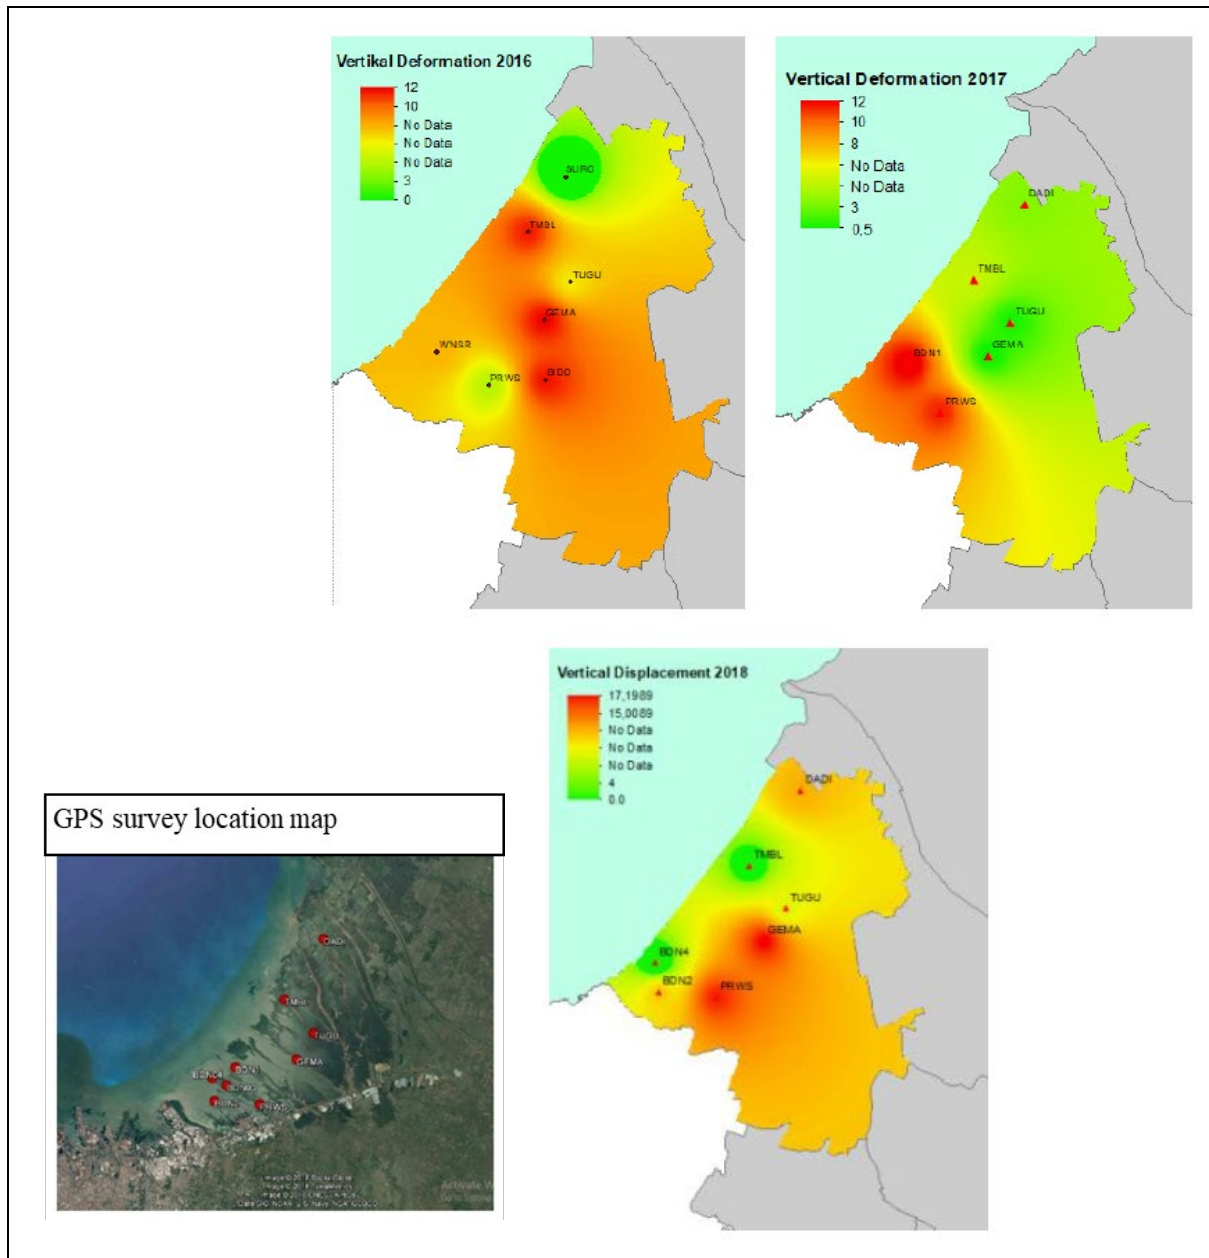 Vertikal Deformation 2016
12
10
No Data
No Data
No Data
3
0
SURO
TMBL
TUGU
GEMA
WNSR
PRWS
Vertical Deformation 2017
12
10
8
No Data
No Data
3
0,5
DADI
TMBL
TUGU
GEMA
BDN1
PRWS
Vertical Displacement 2018
17,1989
15,0089
No Data
No Data
No Data
4
0.0
DADI
TMBL
TUGU
GEMA
BDN4
BDN2
PRWS
GPS survey location map
DADI
TMBL
TUGU
GEMA
BDN1
BDN2
PRWS